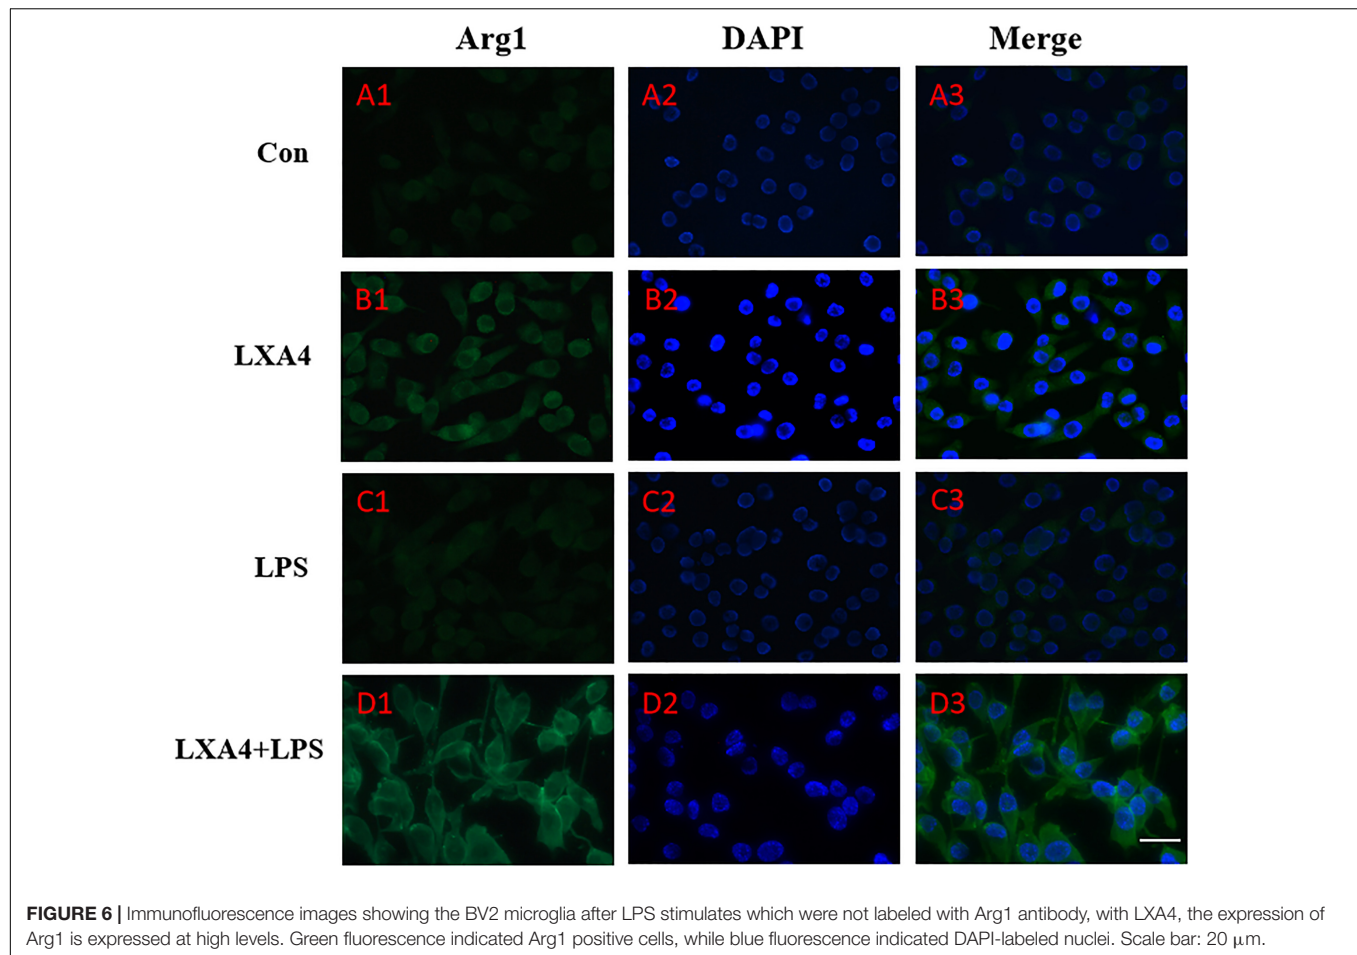 Arg1 DAPI Merge
Con A1 A2 A3
LXA4 B1 B2 B3
LPS C1 C2 C3
LXA4+LPS D1 D2 D3
FIGURE 6 | Immunofluorescence images showing the BV2 microglia after LPS stimulates which were not labeled with Arg1 antibody, with LXA4, the expression of
Arg1 is expressed at high levels. Green fluorescence indicated Arg1 positive cells, while blue fluorescence indicated DAPI-labeled nuclei. Scale bar: 20 μm.